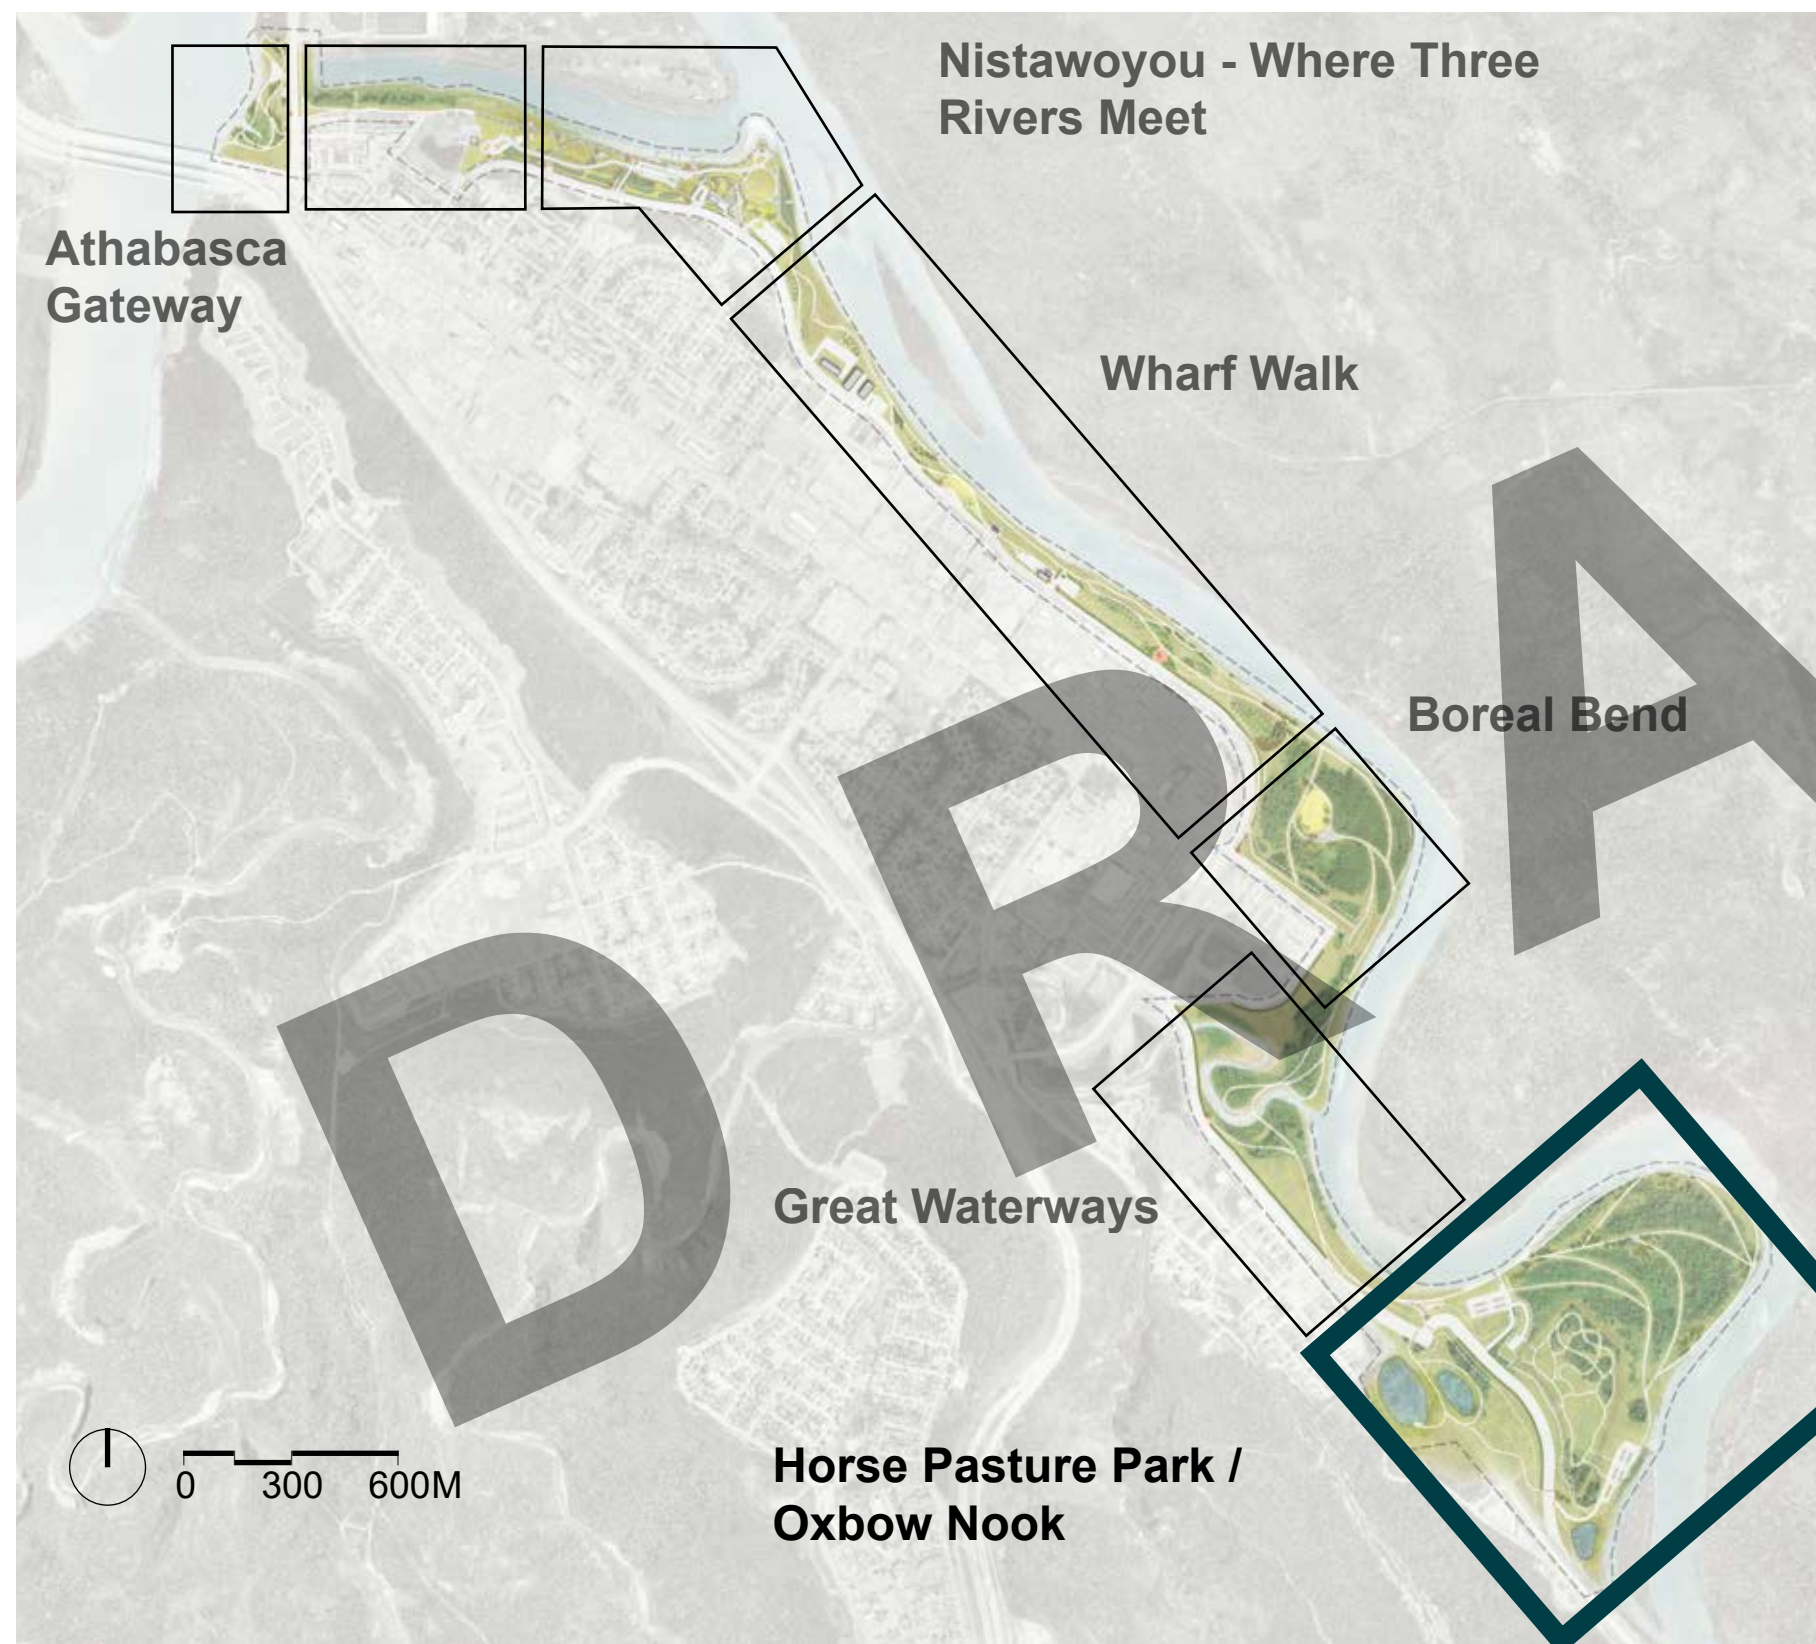 Nistawoyou - Where Three
Rivers Meet
Athabasca
Gateway
Wharf Walk
Boreal Bend
Great Waterways
Horse Pasture Park /
Oxbow Nook
0 300 600M
D R A